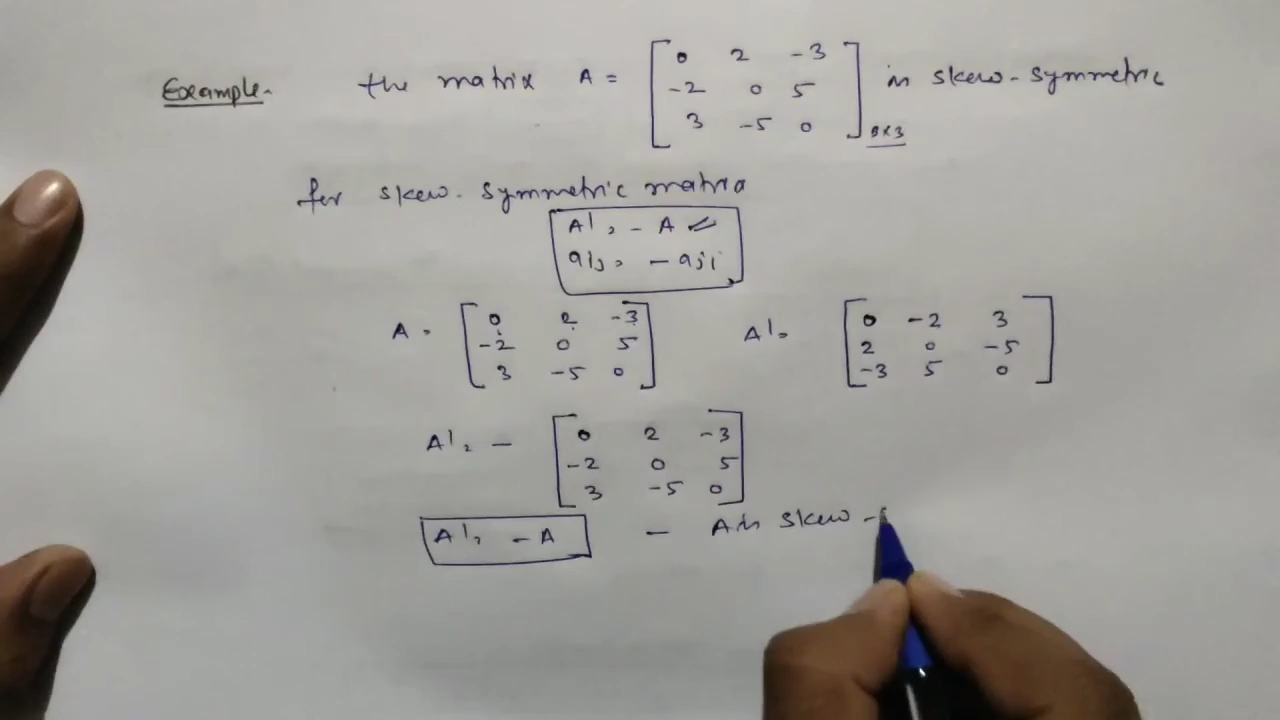 Example. the matrix A = [ 0 2 -3 is skew-symmetric
-2 0 5
3 -5 0 ] 3x3
for skew-symmetric matrix
A' = -A ✓
aij = -aji
A = [ 0 2 -3 A' = [ 0 -2 3
-2 0 5 2 0 -5
3 -5 0 ] -3 5 0 ]
A' = - [ 0 2 -3
-2 0 5
3 -5 0 ]
A' = -A - A is skew-